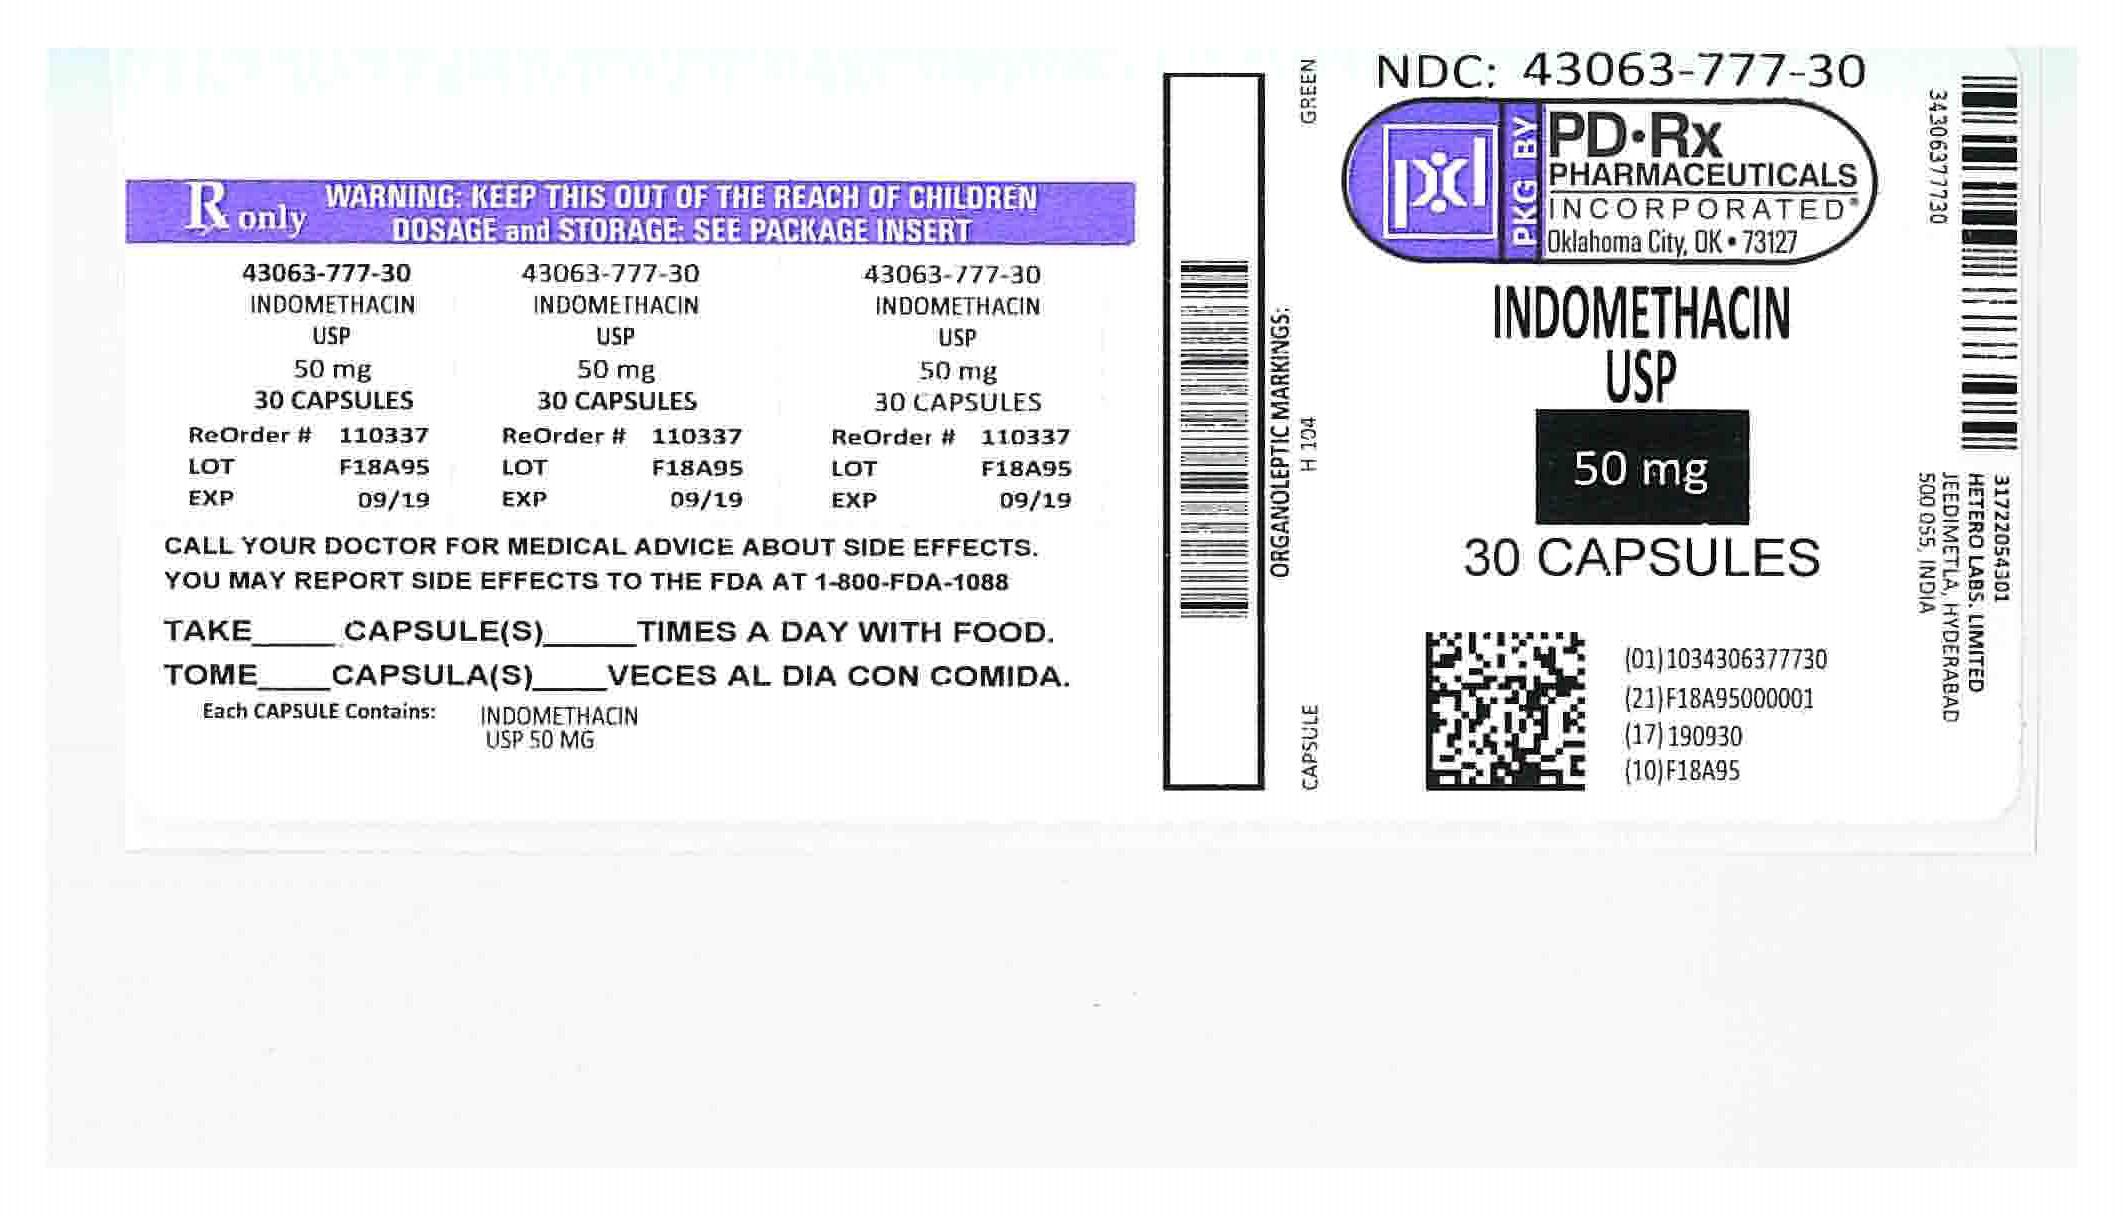 Rx only
WARNING: KEEP THIS OUT OF THE REACH OF CHILDREN
DOSAGE and STORAGE: SEE PACKAGE INSERT
43063-777-30
INDOMETHACIN
USP
50 mg
30 CAPSULES
ReOrder # 110337
LOT F18A95
EXP 09/19
43063-777-30
INDOMETHACIN
USP
50 mg
30 CAPSULES
ReOrder # 110337
LOT F18A95
EXP 09/19
43063-777-30
INDOMETHACIN
USP
50 mg
30 CAPSULES
ReOrder # 110337
LOT F18A95
EXP 09/19
CALL YOUR DOCTOR FOR MEDICAL ADVICE ABOUT SIDE EFFECTS.
YOU MAY REPORT SIDE EFFECTS TO THE FDA AT 1-800-FDA-1088
TAKE_____ CAPSULE(S)_____TIMES A DAY WITH FOOD.
TOME____CAPSULA(S)____VECES AL DIA CON COMIDA.
Each CAPSULE Contains: INDOMETHACIN
USP 50 MG
ORGANOLEPTIC MARKINGS:
CAPSULE H 104 GREEN
NDC: 43063-777-30
PKG BY
PD•Rx
PHARMACEUTICALS
INCORPORATED®
Oklahoma City, OK • 73127
INDOMETHACIN
USP
50 mg
30 CAPSULES
(01)1034306377730
(21)F18A95000001
(17)190930
(10)F18A95
34306377730
31722054301
HETERO LABS. LIMITED
JEEDIMETLA, HYDERABAD
500 055, INDIA